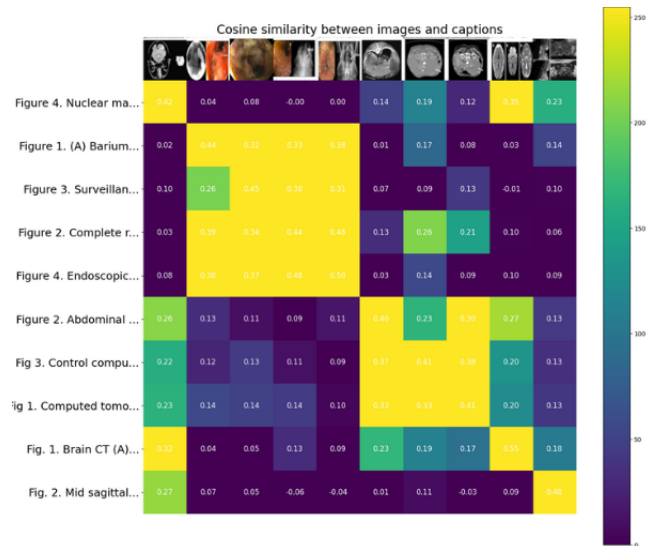 Cosine similarity between images and captions
250
200
150
100
50
0
Figure 4. Nuclear ma... 0.42 0.04 0.08 -0.00 0.00 0.14 0.19 0.12 0.35 0.23
Figure 1. (A) Barium... 0.02 0.44 0.32 0.33 0.38 0.01 0.17 0.08 0.03 0.14
Figure 3. Surveillan... 0.10 0.26 0.45 0.30 0.31 0.07 0.09 0.13 -0.01 0.10
Figure 2. Complete r... 0.03 0.39 0.34 0.44 0.48 0.13 0.26 0.21 0.10 0.06
Figure 4. Endoscopic... 0.08 0.38 0.37 0.48 0.50 0.03 0.14 0.09 0.10 0.09
Figure 2. Abdominal ... 0.26 0.13 0.11 0.09 0.11 0.40 0.23 0.30 0.27 0.13
Fig 3. Control compu... 0.22 0.12 0.13 0.11 0.09 0.37 0.41 0.38 0.20 0.13
ig 1. Computed tomo... 0.23 0.14 0.14 0.14 0.10 0.33 0.33 0.41 0.20 0.13
Fig. 1. Brain CT (A)... 0.32 0.04 0.05 0.13 0.09 0.23 0.19 0.17 0.55 0.18
Fig. 2. Mid sagittal... 0.27 0.07 0.05 -0.06 -0.04 0.01 0.11 -0.03 0.09 0.48